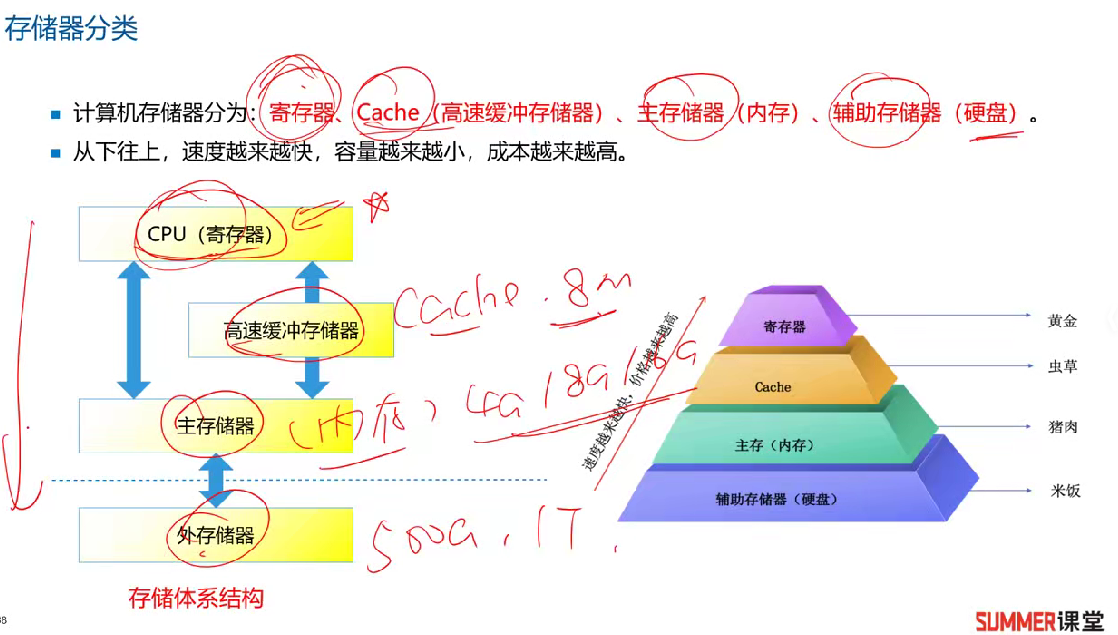 存储器分类
计算机存储器分为：寄存器、Cache（高速缓冲存储器）、主存储器（内存）、辅助存储器（硬盘）。
从下往上，速度越来越快，容量越来越小，成本越来越高。
CPU（寄存器）
高速缓冲存储器
Cache . 8m
主存储器
（内存） 4G / 8G / 8G
外存储器
500G . 1T .
存储体系结构
速度越来越快，价格越来越高
寄存器
黄金
Cache
虫草
主存（内存）
猪肉
辅助存储器（硬盘）
米饭
SUMMER课堂